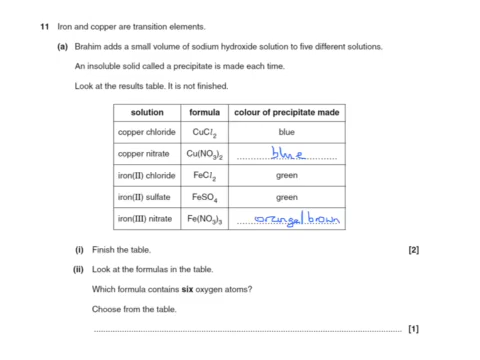 11 Iron and copper are transition elements.
(a) Brahim adds a small volume of sodium hydroxide solution to five different solutions.
An insoluble solid called a precipitate is made each time.
Look at the results table. It is not finished.
solution formula colour of precipitate made
copper chloride CuCl₂ blue
copper nitrate Cu(NO₃)₂ blue
iron(II) chloride FeCl₂ green
iron(II) sulfate FeSO₄ green
iron(III) nitrate Fe(NO₃)₃ orange/brown
(i) Finish the table. [2]
(ii) Look at the formulas in the table.
Which formula contains six oxygen atoms?
Choose from the table.
[1]